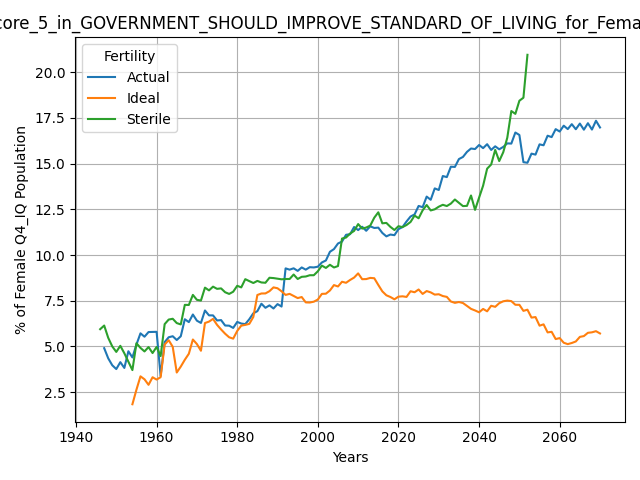 core_5_in_GOVERNMENT_SHOULD_IMPROVE_STANDARD_OF_LIVING_for_Fema
Fertility
Actual
Ideal
Sterile
% of Female Q4_IQ Population
20.0
17.5
15.0
12.5
10.0
7.5
5.0
2.5
1940 1960 1980 2000 2020 2040 2060
Years